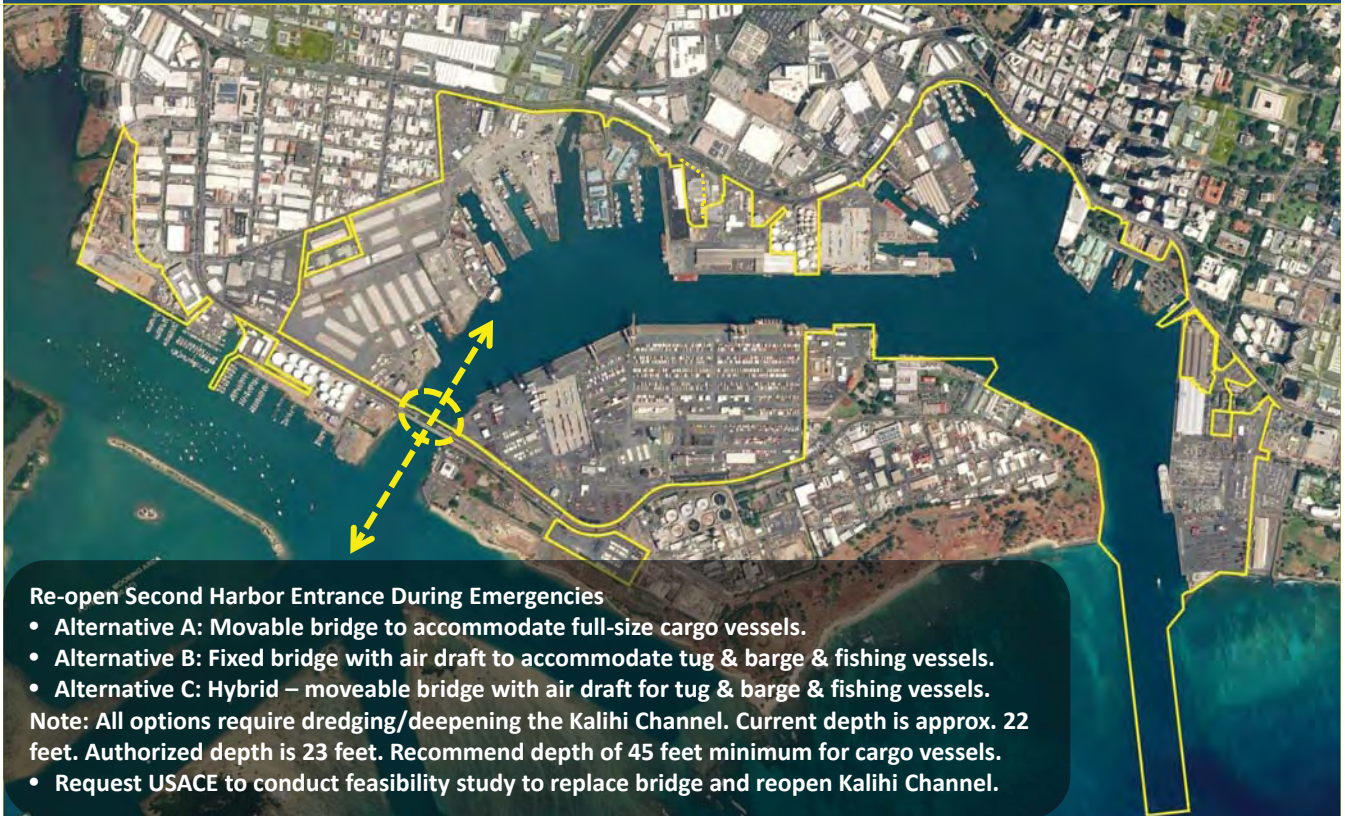 Re-open Second Harbor Entrance During Emergencies
• Alternative A: Movable bridge to accommodate full-size cargo vessels.
• Alternative B: Fixed bridge with air draft to accommodate tug & barge & fishing vessels.
• Alternative C: Hybrid – moveable bridge with air draft for tug & barge & fishing vessels.
Note: All options require dredging/deepening the Kalihi Channel. Current depth is approx. 22
feet. Authorized depth is 23 feet. Recommend depth of 45 feet minimum for cargo vessels.
• Request USACE to conduct feasibility study to replace bridge and reopen Kalihi Channel.